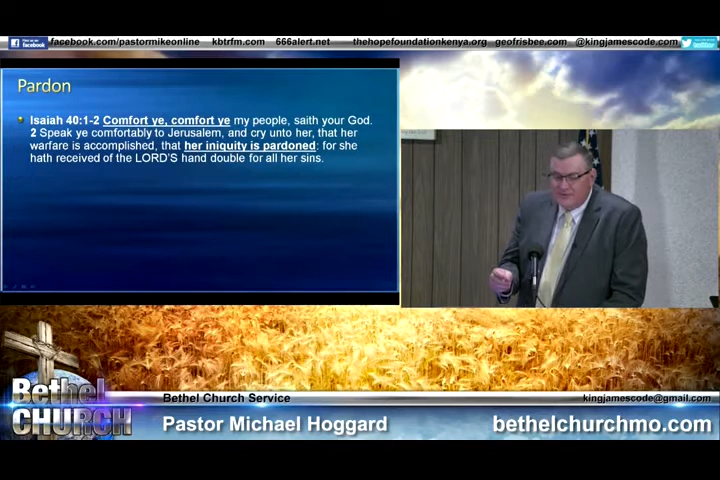 facebook.com/pastormikeonline kbtrfm.com 666alert.net thehopefoundationkenya.org geofrisbee.com @kingjamescode.com
facebook
Pardon
Isaiah 40:1-2 Comfort ye, comfort ye my people, saith your God.
2 Speak ye comfortably to Jerusalem, and cry unto her, that her
warfare is accomplished, that her iniquity is pardoned: for she
hath received of the LORD'S hand double for all her sins.
Bethel
CHURCH
Bethel Church Service
kingjamescode@gmail.com
Pastor Michael Hoggard
bethelchurchmo.com